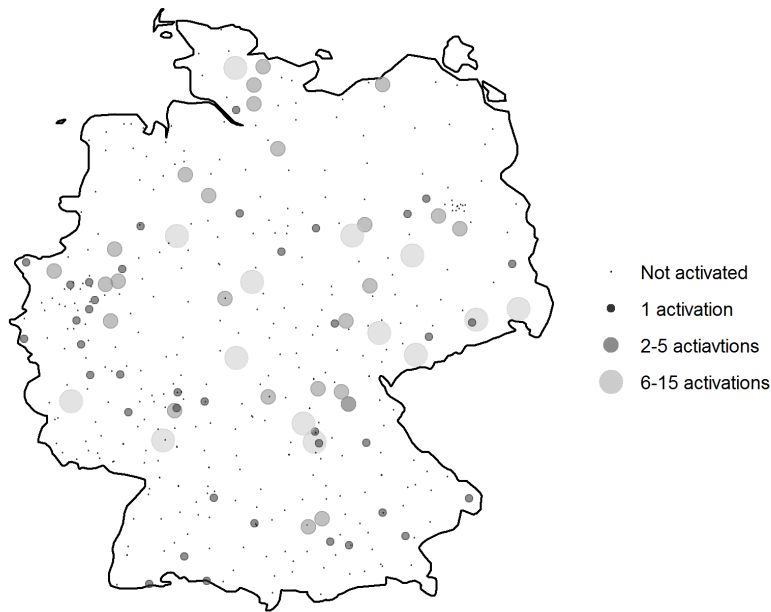 Not activated
1 activation
2-5 actiavtions
6-15 activations